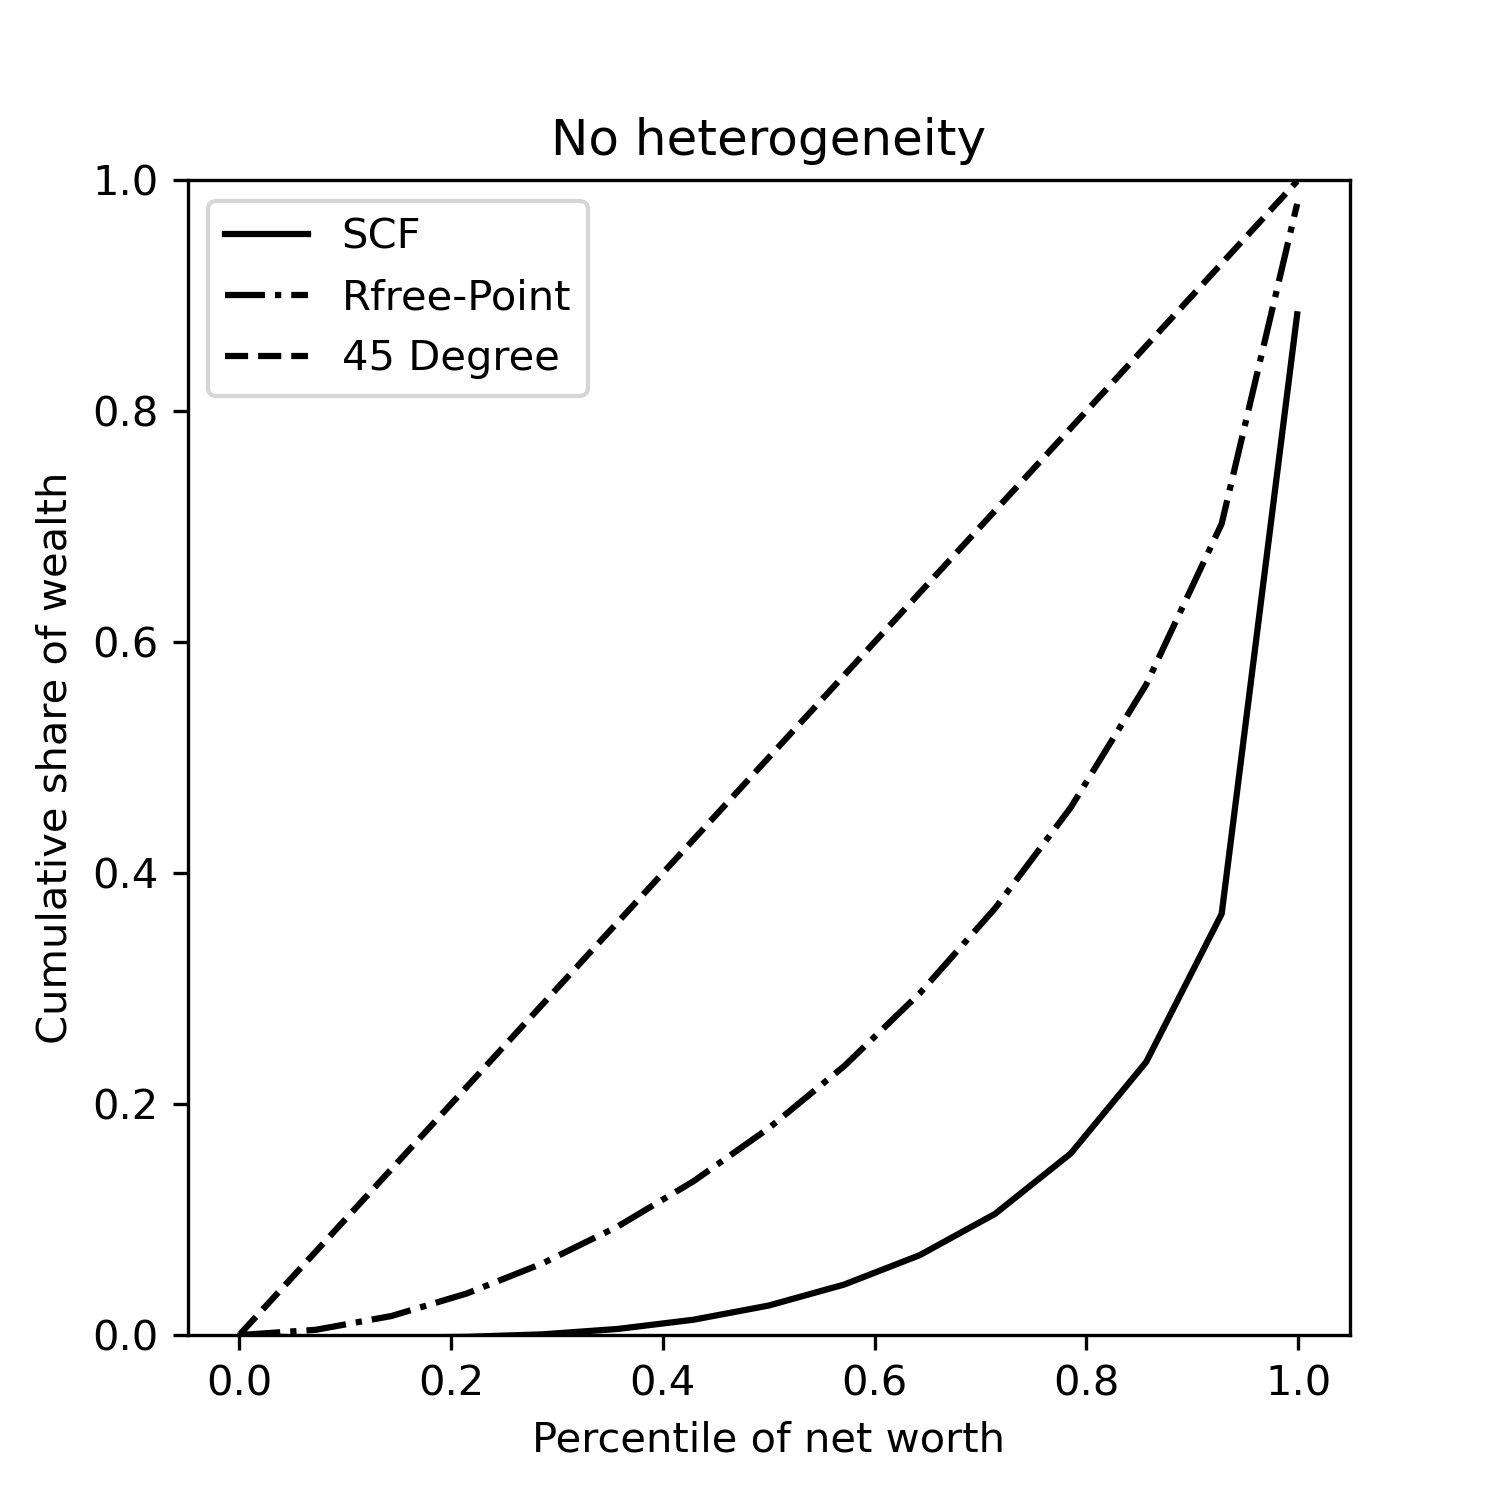 No heterogeneity
1.0
0.8
0.6
0.4
0.2
0.0
Cumulative share of wealth
SCF
Rfree-Point
45 Degree
0.0 0.2 0.4 0.6 0.8 1.0
Percentile of net worth